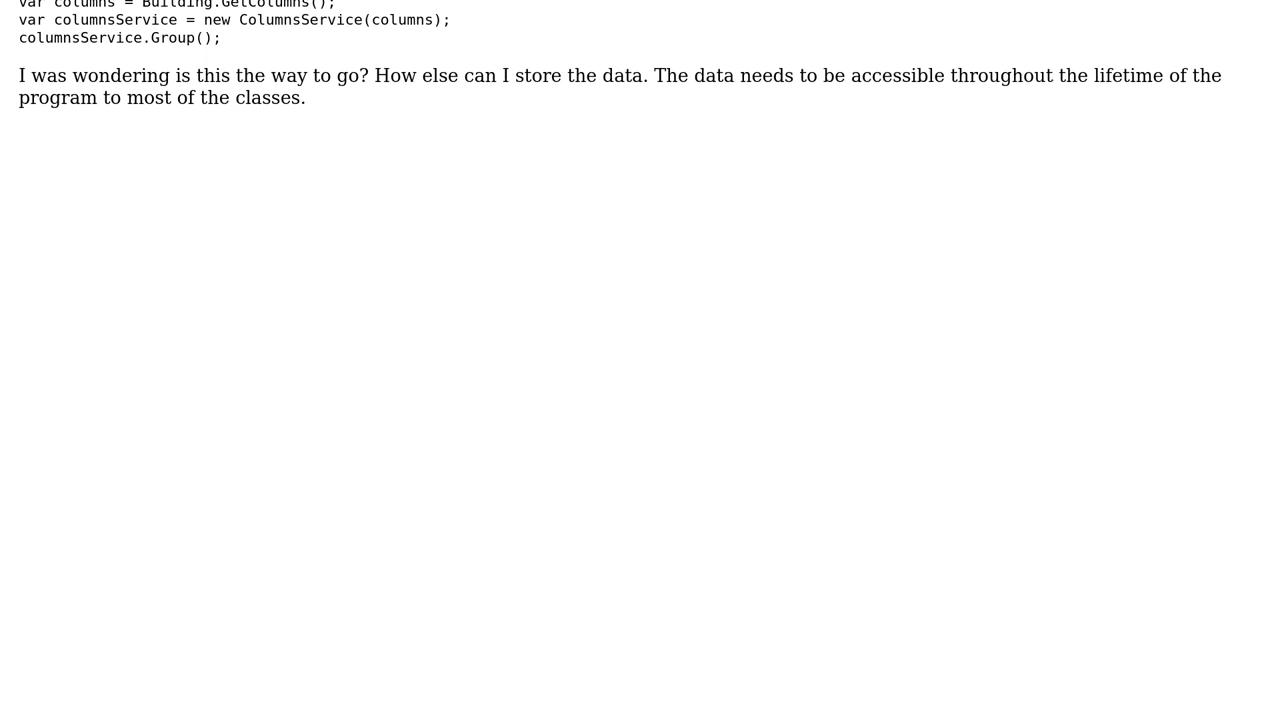 var columns = Building.GetColumns();
var columnsService = new ColumnsService(columns);
columnsService.Group();
I was wondering is this the way to go? How else can I store the data. The data needs to be accessible throughout the lifetime of the
program to most of the classes.